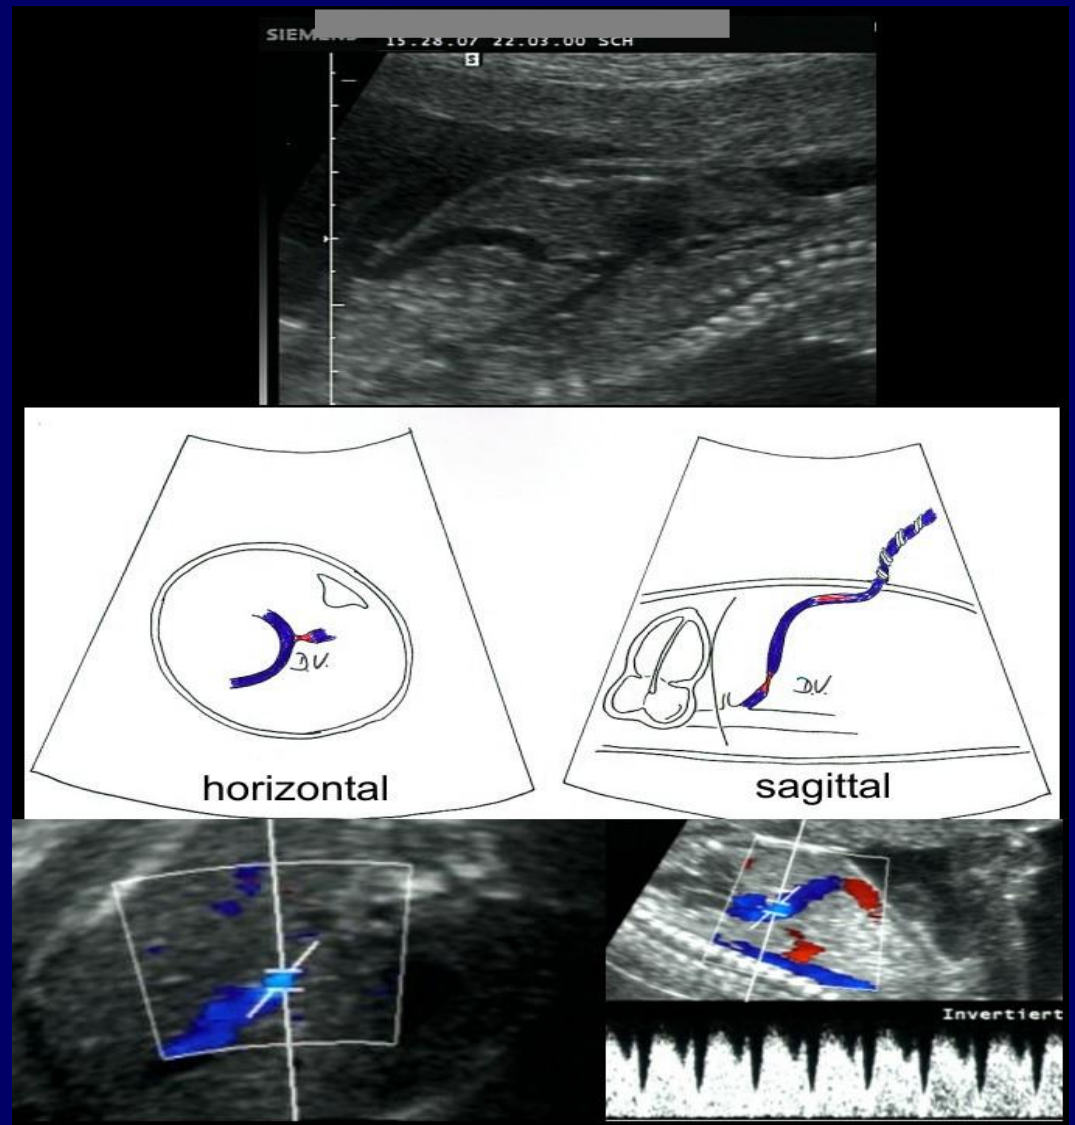 SIEMENS
15.28.07 22.03.00 SCH
S
D.V.
horizontal
D.V.
sagittal
Invertiert